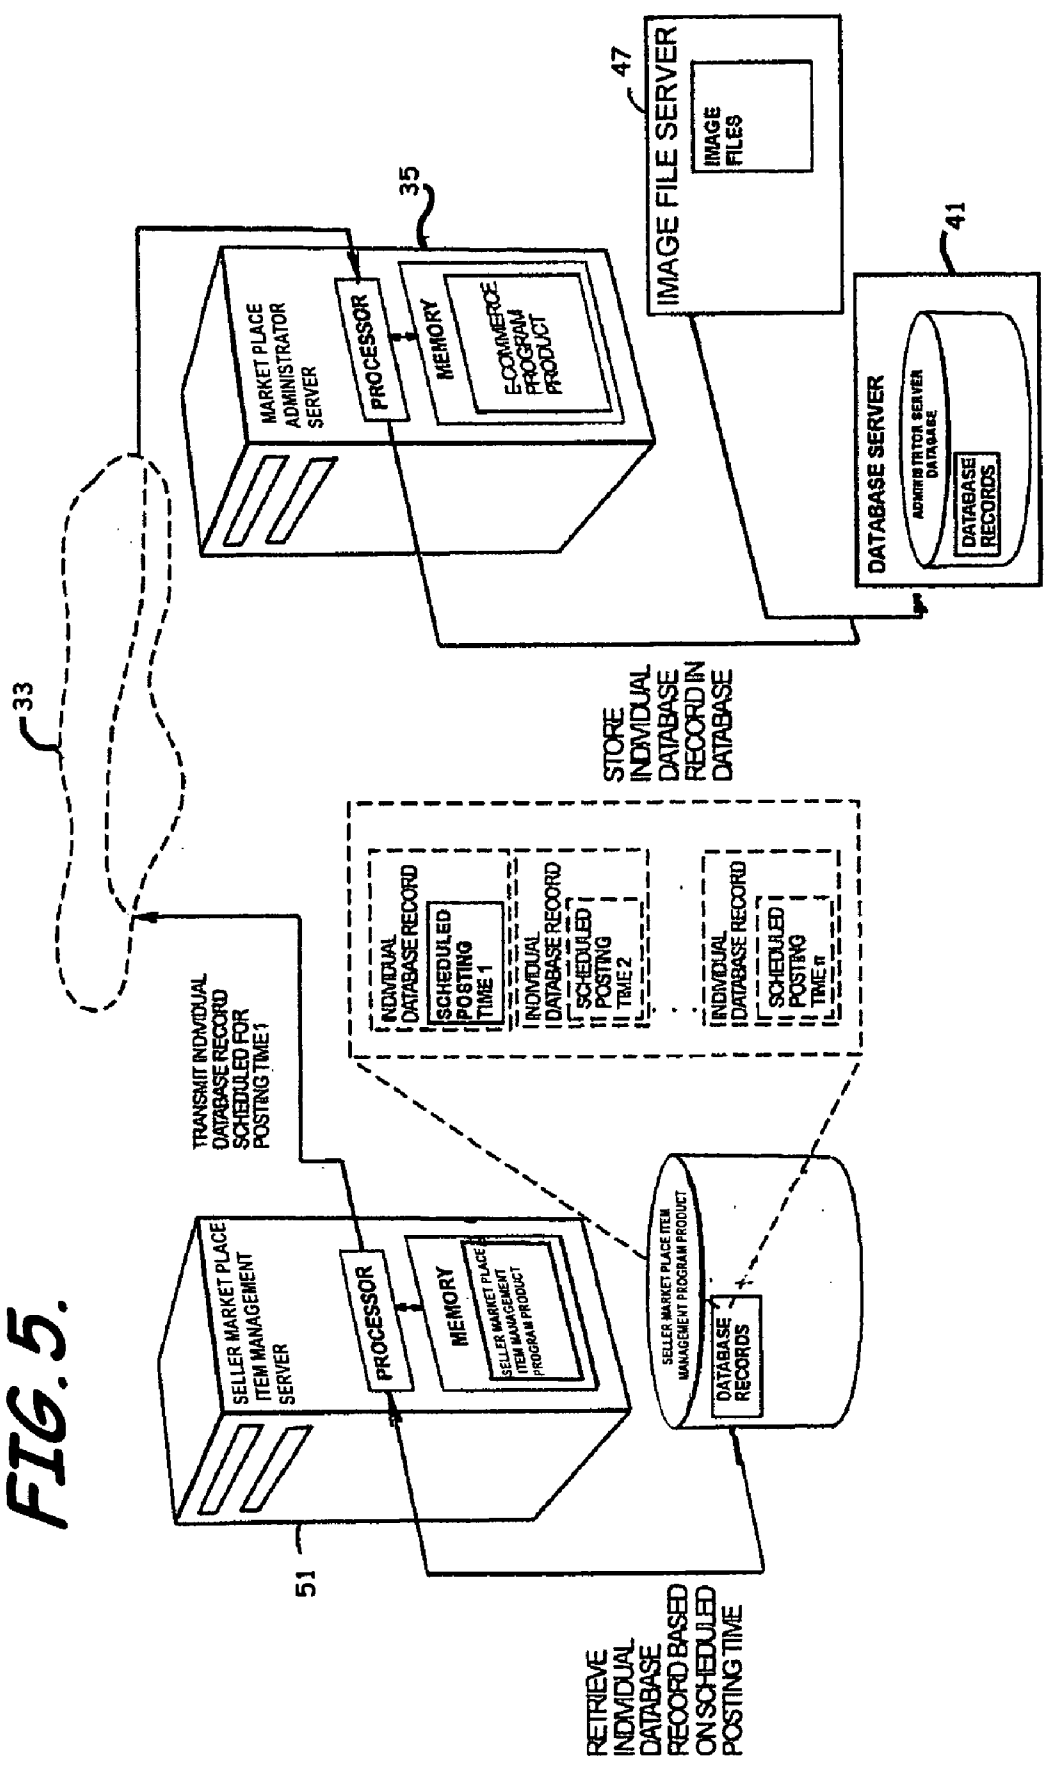 FIG. 5.
51
SELLER MARKET PLACE
ITEM MANAGEMENT
SERVER
PROCESSOR
MEMORY
SELLER MARKET PLACE
ITEM MANAGEMENT
PROGRAM PRODUCT
RETRIEVE
INDIVIDUAL
DATABASE
RECORD BASED
ON SCHEDULED
POSTING TIME
SELLER MARKET PLACE ITEM
MANAGEMENT PROGRAM PRODUCT
DATABASE
RECORDS
TRANSMIT INDIVIDUAL
DATABASE RECORD
SCHEDULED FOR
POSTING TIME 1
33
INDIVIDUAL
DATABASE RECORD
SCHEDULED
POSTING
TIME 1
INDIVIDUAL
DATABASE RECORD
SCHEDULED
POSTING
TIME 2
INDIVIDUAL
DATABASE RECORD
SCHEDULED
POSTING
TIME n
STORE
INDIVIDUAL
DATABASE
RECORD IN
DATABASE
MARKET PLACE
ADMINISTRATOR
SERVER
35
PROCESSOR
MEMORY
E-COMMERCE
PROGRAM
PRODUCT
47
IMAGE FILE SERVER
IMAGE
FILES
41
DATABASE SERVER
ADMINISTRTOR SERVER
DATABASE
DATABASE
RECORDS